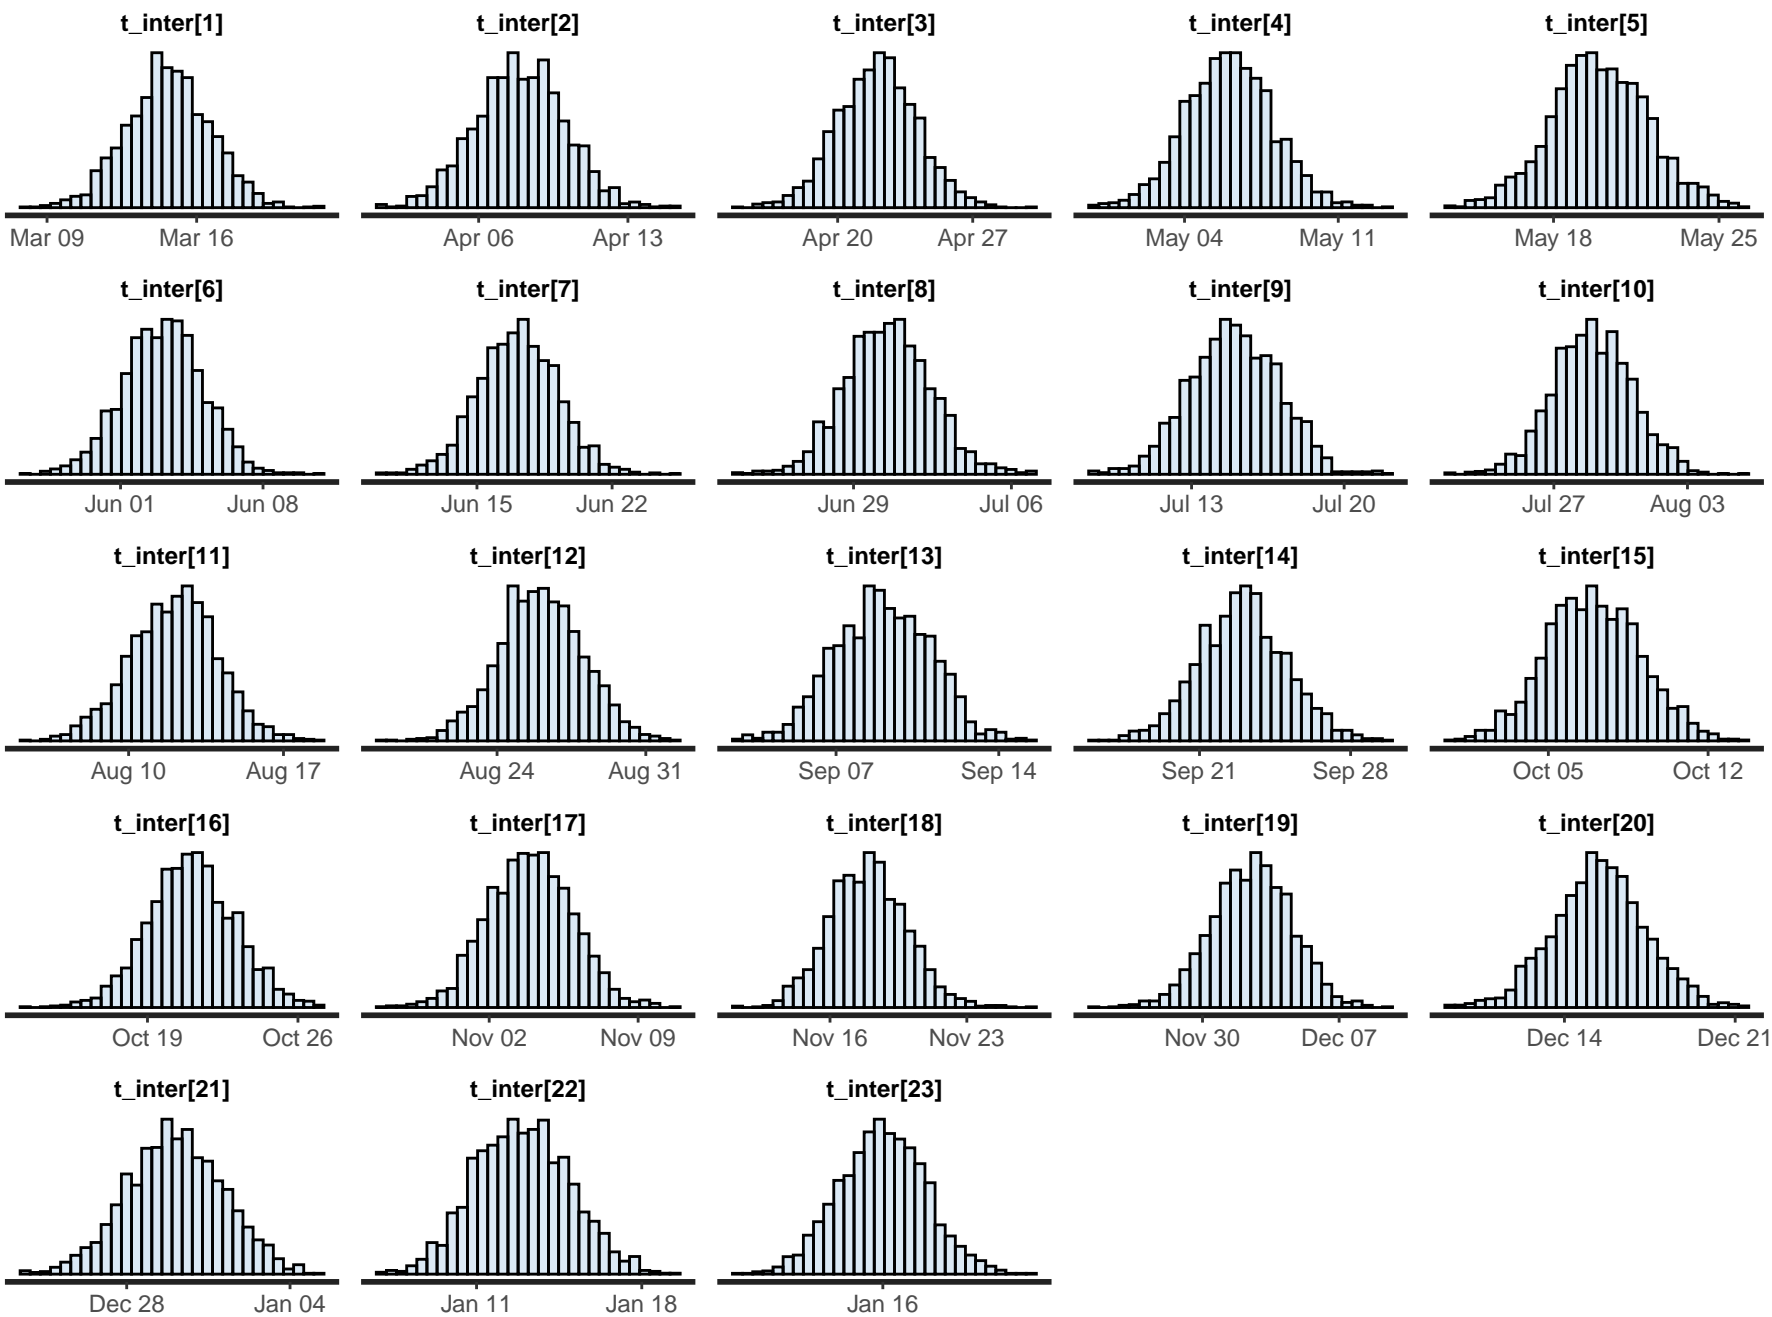 t_inter[1] t_inter[2] t_inter[3] t_inter[4] t_inter[5]
Mar 09 Mar 16 Apr 06 Apr 13 Apr 20 Apr 27 May 04 May 11 May 18 May 25
t_inter[6] t_inter[7] t_inter[8] t_inter[9] t_inter[10]
Jun 01 Jun 08 Jun 15 Jun 22 Jun 29 Jul 06 Jul 13 Jul 20 Jul 27 Aug 03
t_inter[11] t_inter[12] t_inter[13] t_inter[14] t_inter[15]
Aug 10 Aug 17 Aug 24 Aug 31 Sep 07 Sep 14 Sep 21 Sep 28 Oct 05 Oct 12
t_inter[16] t_inter[17] t_inter[18] t_inter[19] t_inter[20]
Oct 19 Oct 26 Nov 02 Nov 09 Nov 16 Nov 23 Nov 30 Dec 07 Dec 14 Dec 21
t_inter[21] t_inter[22] t_inter[23]
Dec 28 Jan 04 Jan 11 Jan 18 Jan 16